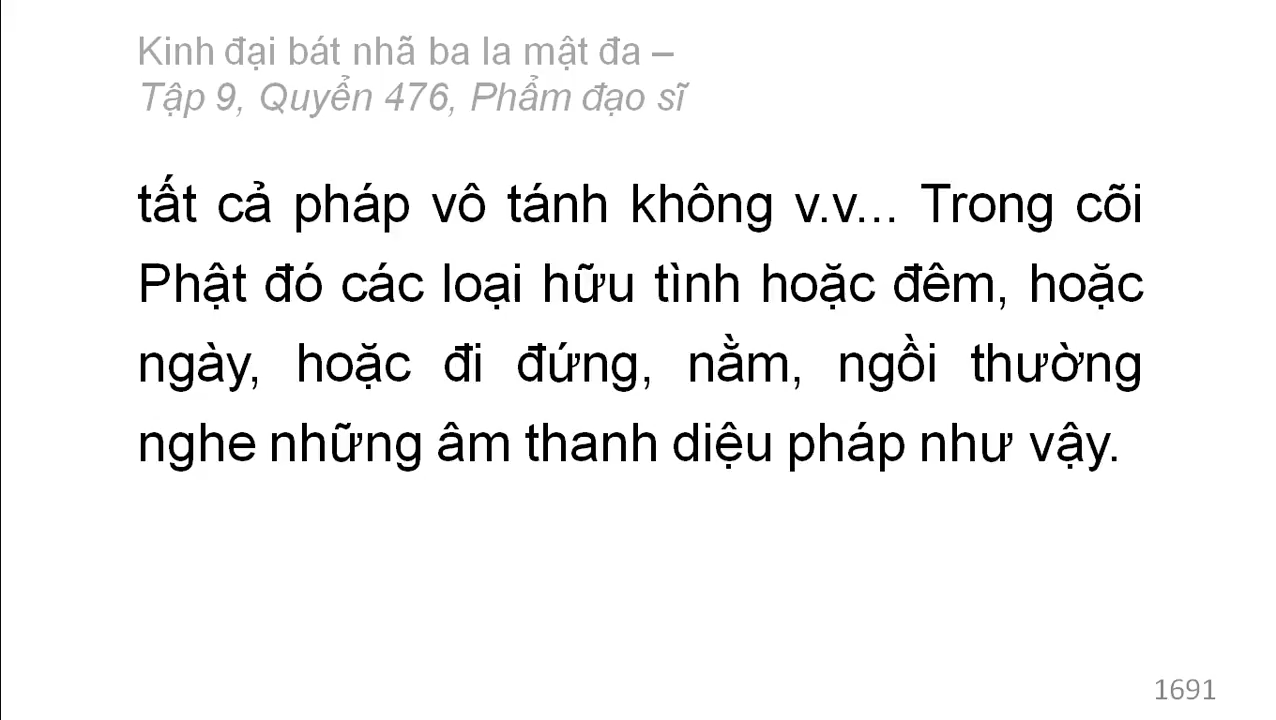 Kinh đại bát nhã ba la mật đa –
Tập 9, Quyển 476, Phẩm đạo sĩ
tất cả pháp vô tánh không v.v... Trong cõi
Phật đó các loại hữu tình hoặc đêm, hoặc
ngày, hoặc đi đứng, nằm, ngồi thường
nghe những âm thanh diệu pháp như vậy.
1691